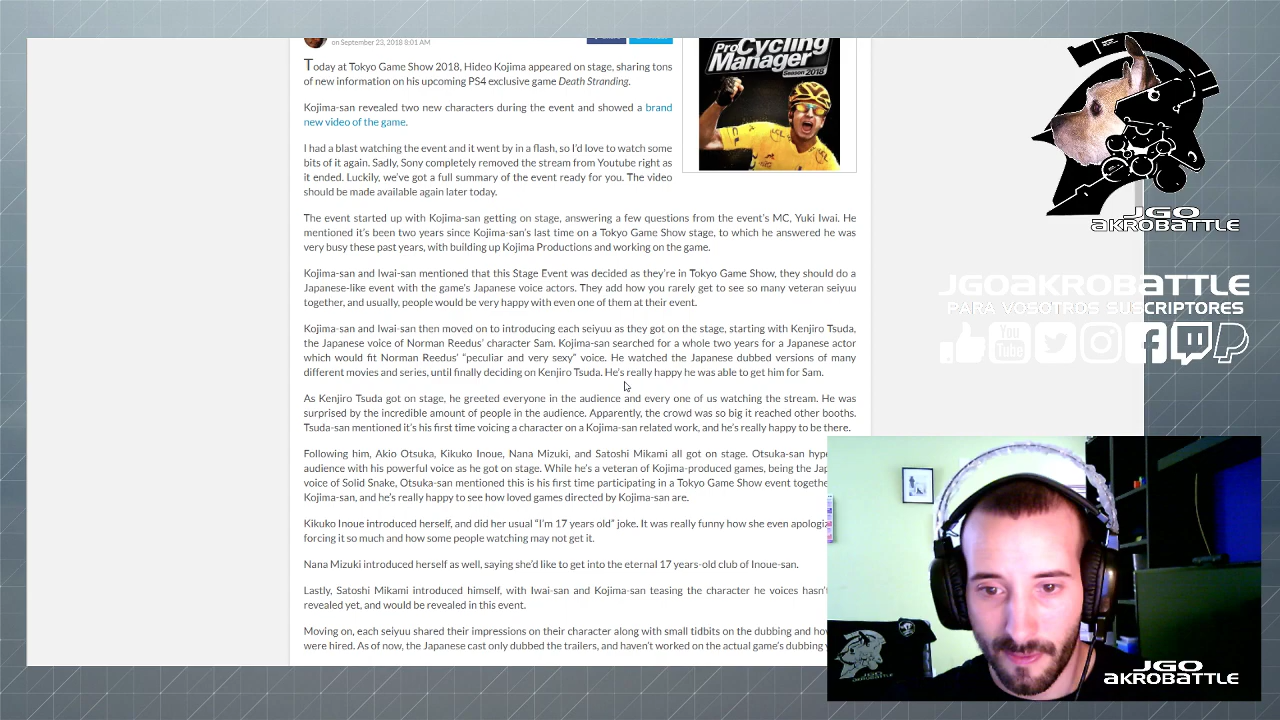 on September 23, 2018 8:01 AM
Today at Tokyo Game Show 2018, Hideo Kojima appeared on stage, sharing tons
of new information on his upcoming PS4 exclusive game Death Stranding.
Kojima-san revealed two new characters during the event and showed a brand
new video of the game.
I had a blast watching the event and it went by in a flash, so I'd love to watch some
bits of it again. Sadly, Sony completely removed the stream from Youtube right as
it ended. Luckily, we've got a full summary of the event ready for you. The video
should be made available again later today.
Pro Cycling
Manager
Season 2018
The event started up with Kojima-san getting on stage, answering a few questions from the event's MC, Yuki Iwai. He
mentioned it's been two years since Kojima-san's last time on a Tokyo Game Show stage, to which he answered he was
very busy these past years, with building up Kojima Productions and working on the game.
Kojima-san and Iwai-san mentioned that this Stage Event was decided as they're in Tokyo Game Show, they should do a
Japanese-like event with the game's Japanese voice actors. They add how you rarely get to see so many veteran seiyuu
together, and usually, people would be very happy with even one of them at their event.
Kojima-san and Iwai-san then moved on to introducing each seiyuu as they got on the stage, starting with Kenjiro Tsuda,
the Japanese voice of Norman Reedus' character Sam. Kojima-san searched for a whole two years for a Japanese actor
which would fit Norman Reedus' "peculiar and very sexy" voice. He watched the Japanese dubbed versions of many
different movies and series, until finally deciding on Kenjiro Tsuda. He's really happy he was able to get him for Sam.
As Kenjiro Tsuda got on stage, he greeted everyone in the audience and every one of us watching the stream. He was
surprised by the incredible amount of people in the audience. Apparently, the crowd was so big it reached other booths.
Tsuda-san mentioned it's his first time voicing a character on a Kojima-san related work, and he's really happy to be there.
Following him, Akio Otsuka, Kikuko Inoue, Nana Mizuki, and Satoshi Mikami all got on stage. Otsuka-san hype
audience with his powerful voice as he got on stage. While he's a veteran of Kojima-produced games, being the Jap
voice of Solid Snake, Otsuka-san mentioned this is his first time participating in a Tokyo Game Show event togethe
Kojima-san, and he's really happy to see how loved games directed by Kojima-san are.
Kikuko Inoue introduced herself, and did her usual "I'm 17 years old" joke. It was really funny how she even apologi
forcing it so much and how some people watching may not get it.
Nana Mizuki introduced herself as well, saying she'd like to get into the eternal 17 years-old club of Inoue-san.
Lastly, Satoshi Mikami introduced himself, with Iwai-san and Kojima-san teasing the character he voices hasn'
revealed yet, and would be revealed in this event.
Moving on, each seiyuu shared their impressions on their character along with small tidbits on the dubbing and ho
were hired. As of now, the Japanese cast only dubbed the trailers, and haven't worked on the actual game's dubbing
JGO
AKROBATTLE
JGOAKROBATTLE
PARA VOSOTROS SUSCRIPTORES
You
Tube
JGO
AKROBATTLE